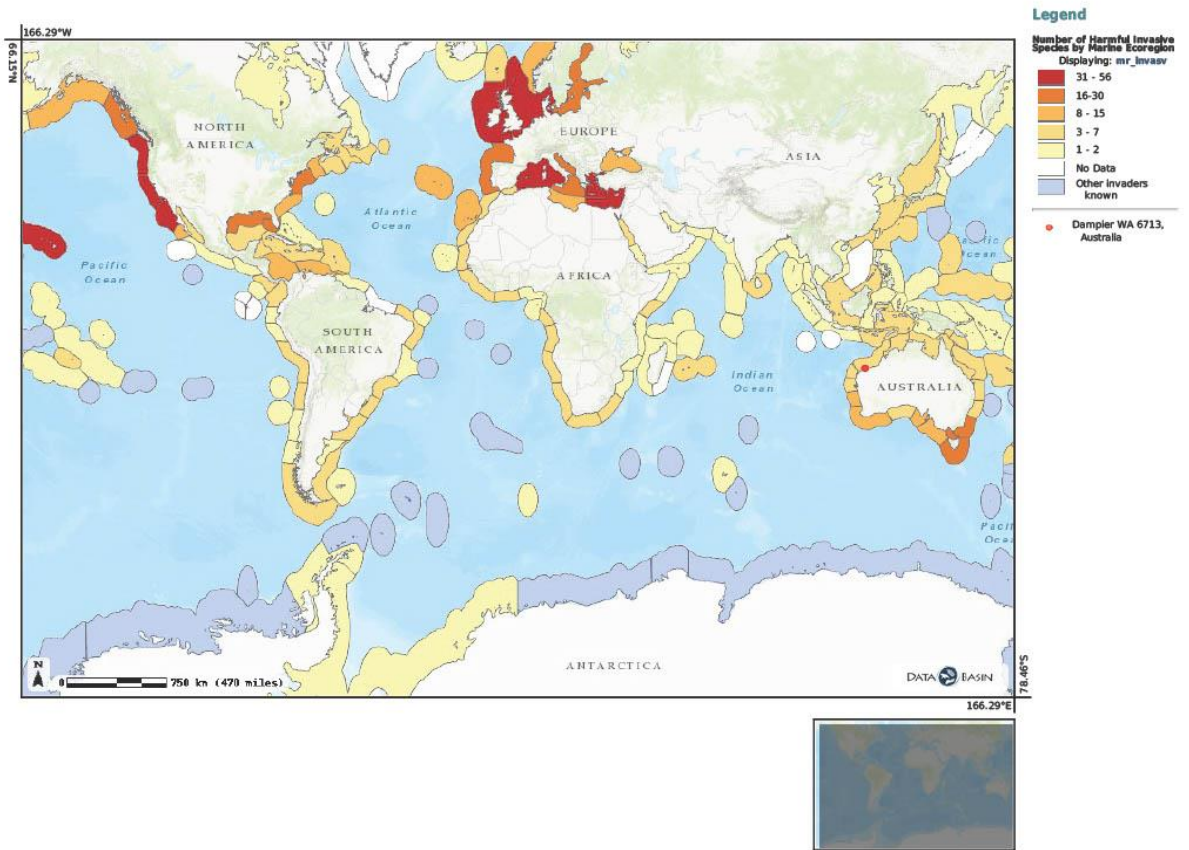 166.29°W
66.15°N
NORTH
AMERICA
EUROPE
ASIA
Atlantic
Ocean
Pacific
Ocean
AFRICA
SOUTH
AMERICA
Indian
Ocean
AUSTRALIA
Pacif
Ocea
ANTARCTICA
N
0 750 km (470 miles)
DATA BASIN
78.46°S
166.29°E
Legend
Number of Harmful Invasive
Species by Marine Ecoregion
Displaying: mr_invasv
31 - 56
16-30
8 - 15
3 - 7
1 - 2
No Data
Other invaders
known
Dampier WA 6713,
Australia